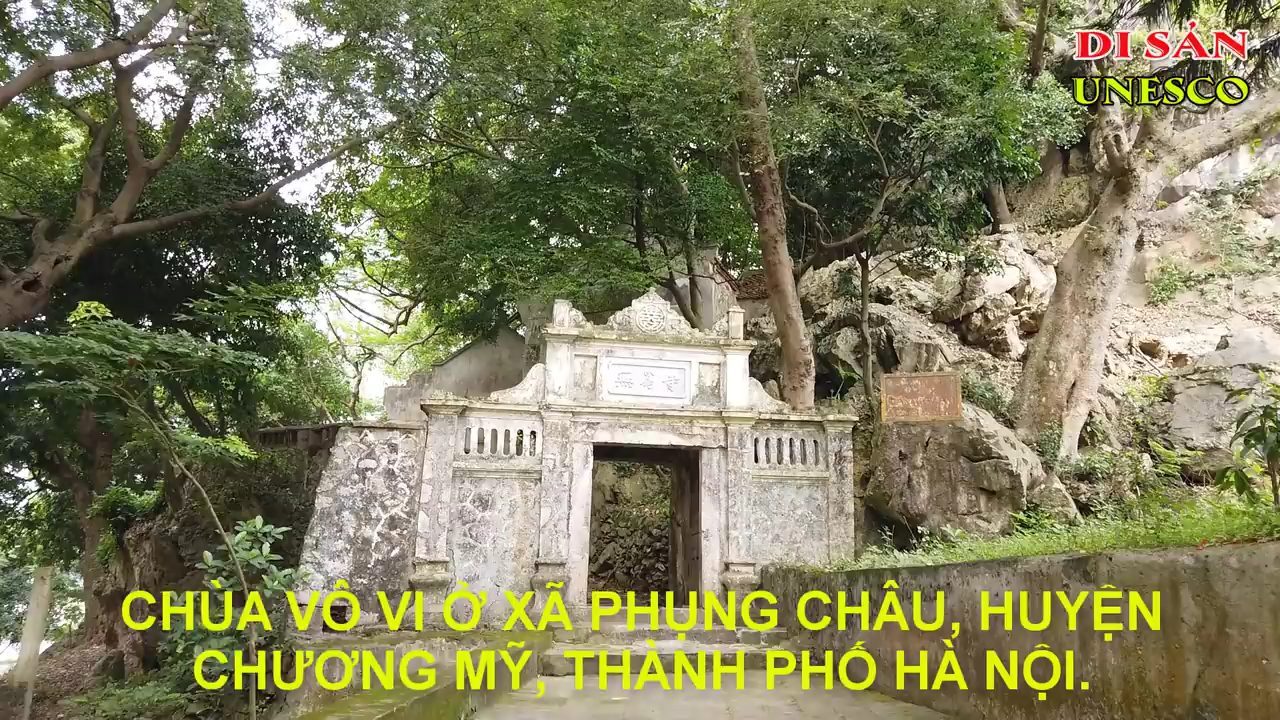 DI SẢN
UNESCO
CHÙA VÔ VI Ở XÃ PHỤNG CHÂU, HUYỆN
CHƯƠNG MỸ, THÀNH PHỐ HÀ NỘI.